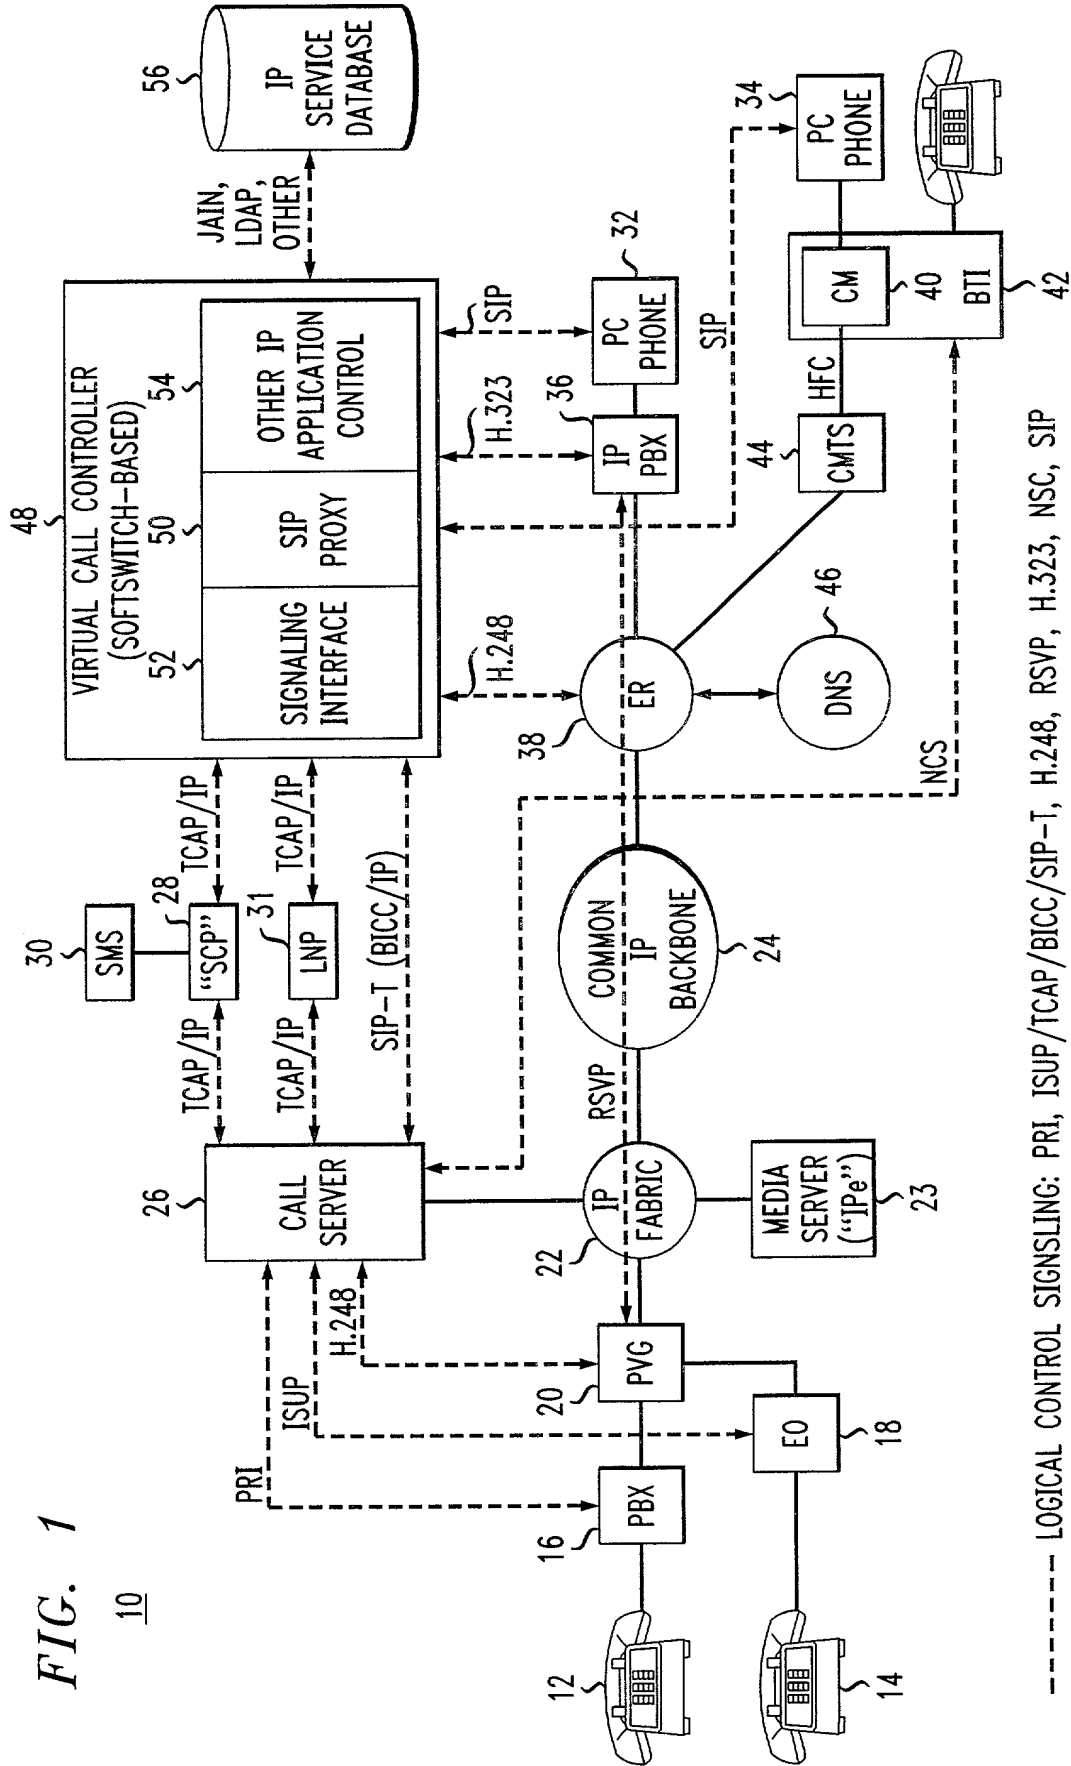 FIG. 1
10
48
VIRTUAL CALL CONTROLLER
(SOFTSWITCH-BASED)
52
50
54
SIGNALING
INTERFACE
SIP
PROXY
OTHER IP
APPLICATION
CONTROL
56
IP
SERVICE
DATABASE
JAIN,
LDAP,
OTHER
30
SMS
28
"SCP"
TCAP/IP
TCAP/IP
31
LNP
TCAP/IP
TCAP/IP
SIP-T (BICC/IP)
26
CALL
SERVER
PRI
ISUP
H.248
H.248
H.323
SIP
SIP
12
16
PBX
20
PVG
22
IP
FABRIC
RSVP
COMMON
IP
BACKBONE
24
38
ER
36
IP
PBX
32
PC
PHONE
14
EO
18
MEDIA
SERVER
("IPe")
23
NCS
DNS
46
44
CMTS
HFC
CM
40
BTI
42
34
PC
PHONE
----- LOGICAL CONTROL SIGNSLING: PRI, ISUP/TCAP/BICC/SIP-T, H.248, RSVP, H.323, NSC, SIP